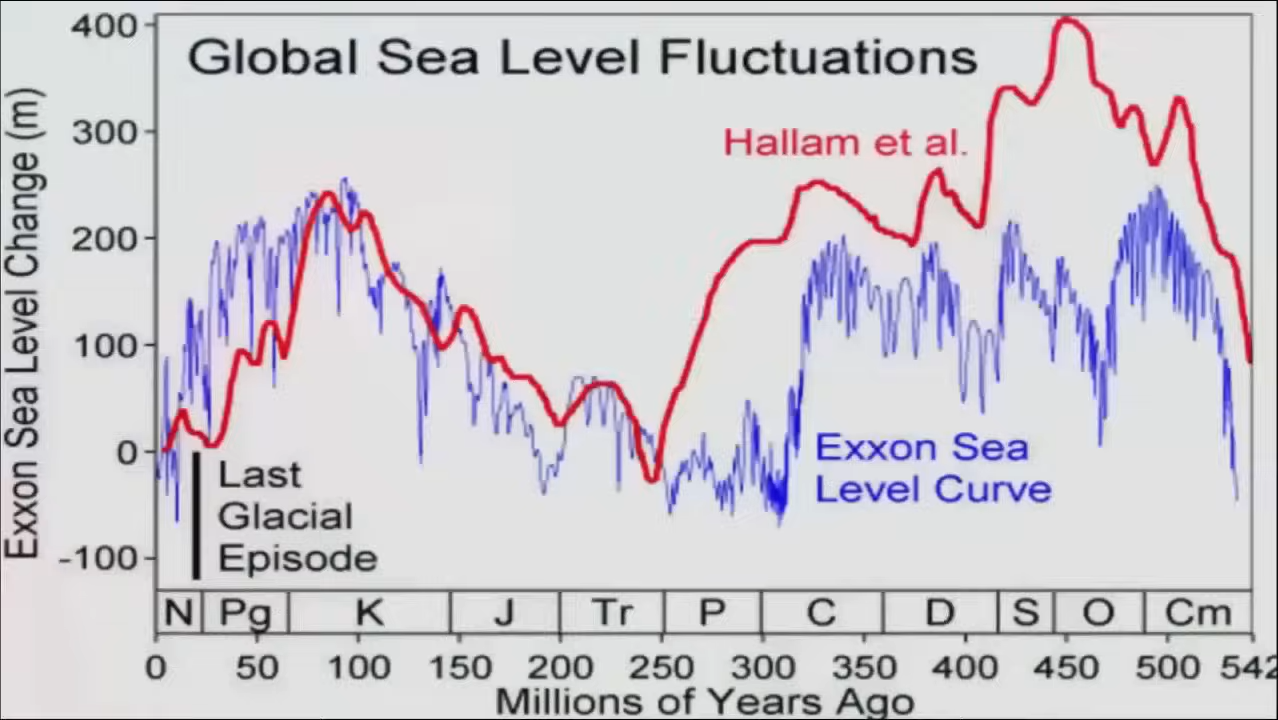 Global Sea Level Fluctuations
Exxon Sea Level Change (m)
400
300
200
100
0
-100
Hallam et al.
Exxon Sea
Level Curve
Last
Glacial
Episode
N Pg K J Tr P C D S O Cm
0 50 100 150 200 250 300 350 400 450 500 542
Millions of Years Ago